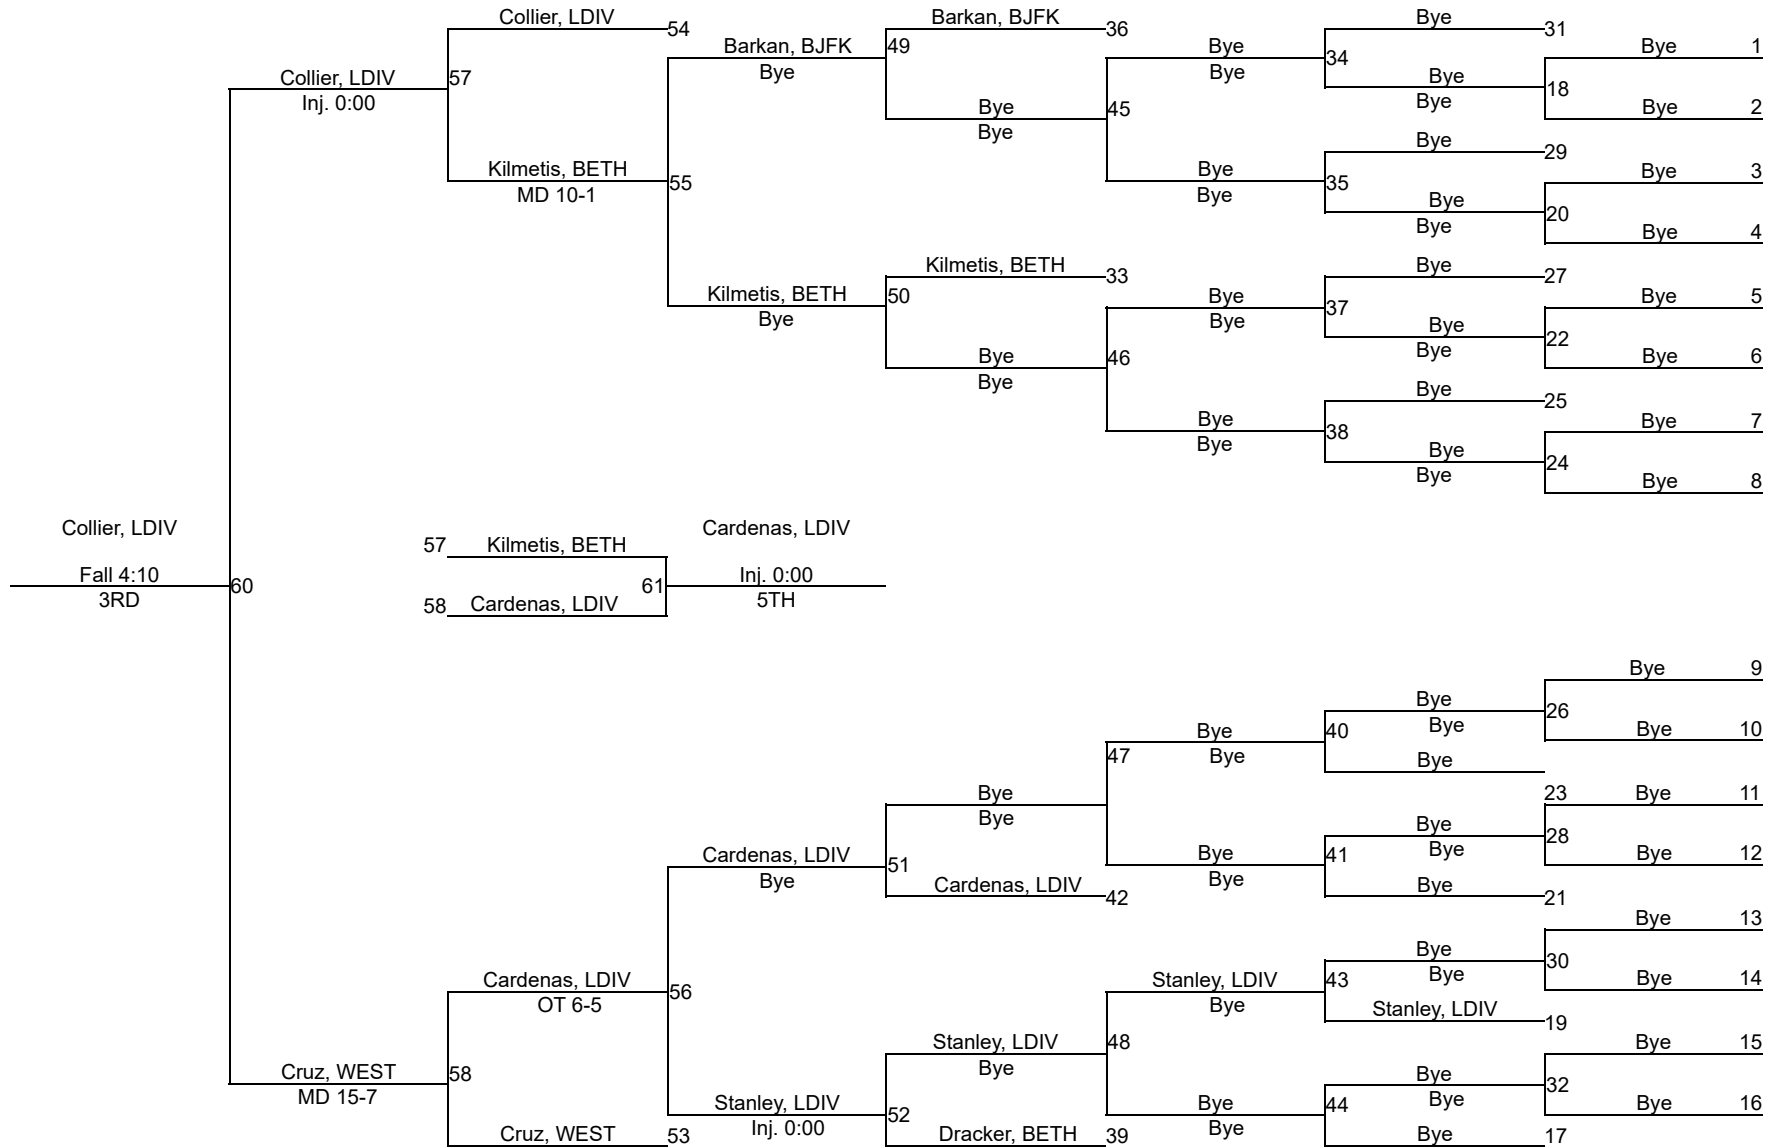 Collier, LDIV
54
Barkan, BJFK
36
Bye
31
Barkan, BJFK
49
Bye
Bye
1
Bye
34
Bye
Collier, LDIV
57
Bye
18
Inj. 0:00
Bye
Bye
45
Bye
2
Bye
Bye
29
Kilmetis, BETH
55
Bye
35
Bye
3
MD 10-1
Bye
Bye
20
Bye
Bye
4
Kilmetis, BETH
33
Bye
27
Kilmetis, BETH
50
Bye
37
Bye
5
Bye
Bye
Bye
22
Bye
46
Bye
Bye
6
Bye
Bye
25
Bye
38
Bye
7
Bye
Bye
24
Bye
Bye
8
Collier, LDIV
Cardenas, LDIV
57
Kilmetis, BETH
Fall 4:10
60
61
Inj. 0:00
3RD
58
Cardenas, LDIV
5TH
Bye
9
Bye
26
Bye
40
Bye
Bye
10
47
Bye
Bye
Bye
23
Bye
11
Bye
Bye
28
Cardenas, LDIV
51
Bye
41
Bye
Bye
12
Bye
Cardenas, LDIV
42
Bye
Bye
21
Bye
13
Bye
30
Cardenas, LDIV
56
Stanley, LDIV
43
Bye
Bye
14
OT 6-5
Bye
Stanley, LDIV
19
Stanley, LDIV
48
Bye
15
Cruz, WEST
58
Bye
Bye
32
MD 15-7
Stanley, LDIV
52
Bye
44
Bye
Bye
16
Inj. 0:00
Bye
Cruz, WEST
53
Dracker, BETH
39
Bye
17